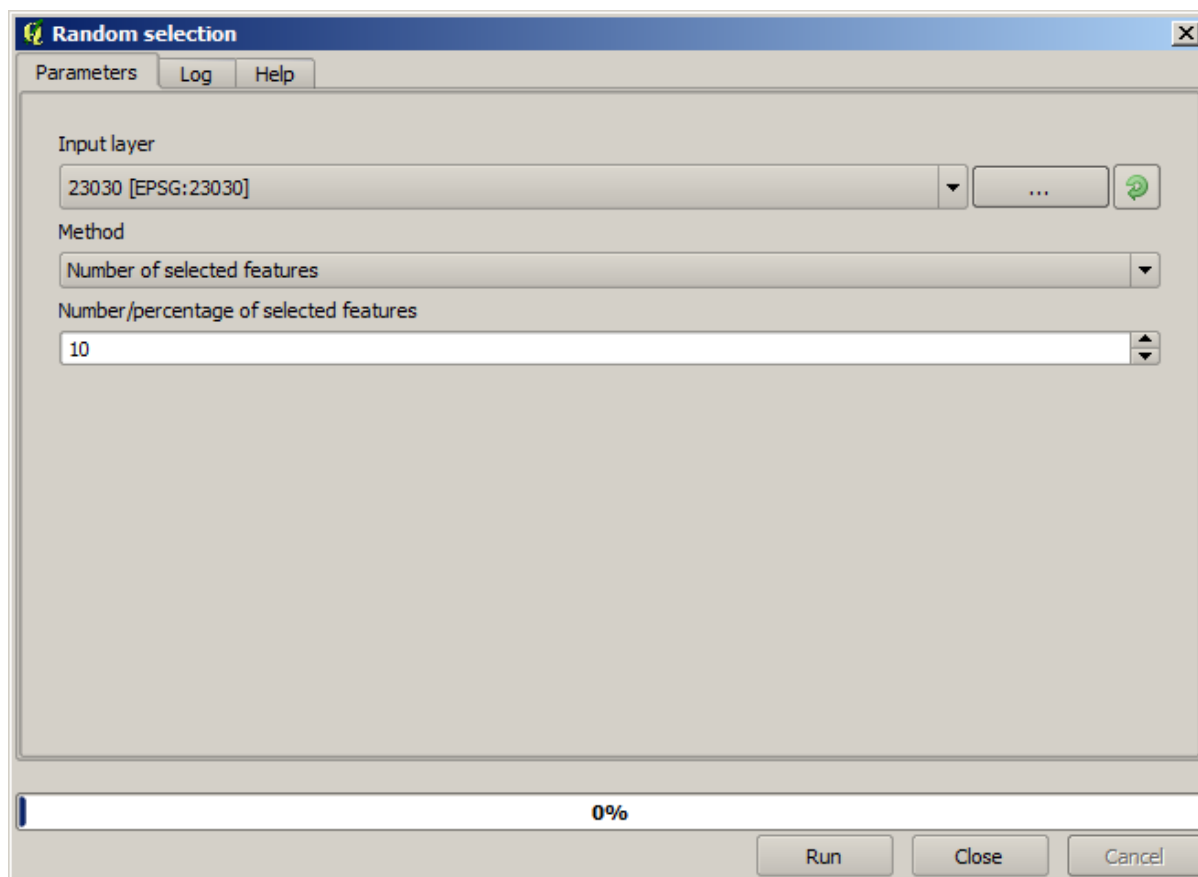 Random selection
Parameters Log Help
Input layer
23030 [EPSG:23030] ...
Method
Number of selected features
Number/percentage of selected features
10
0%
Run Close Cancel